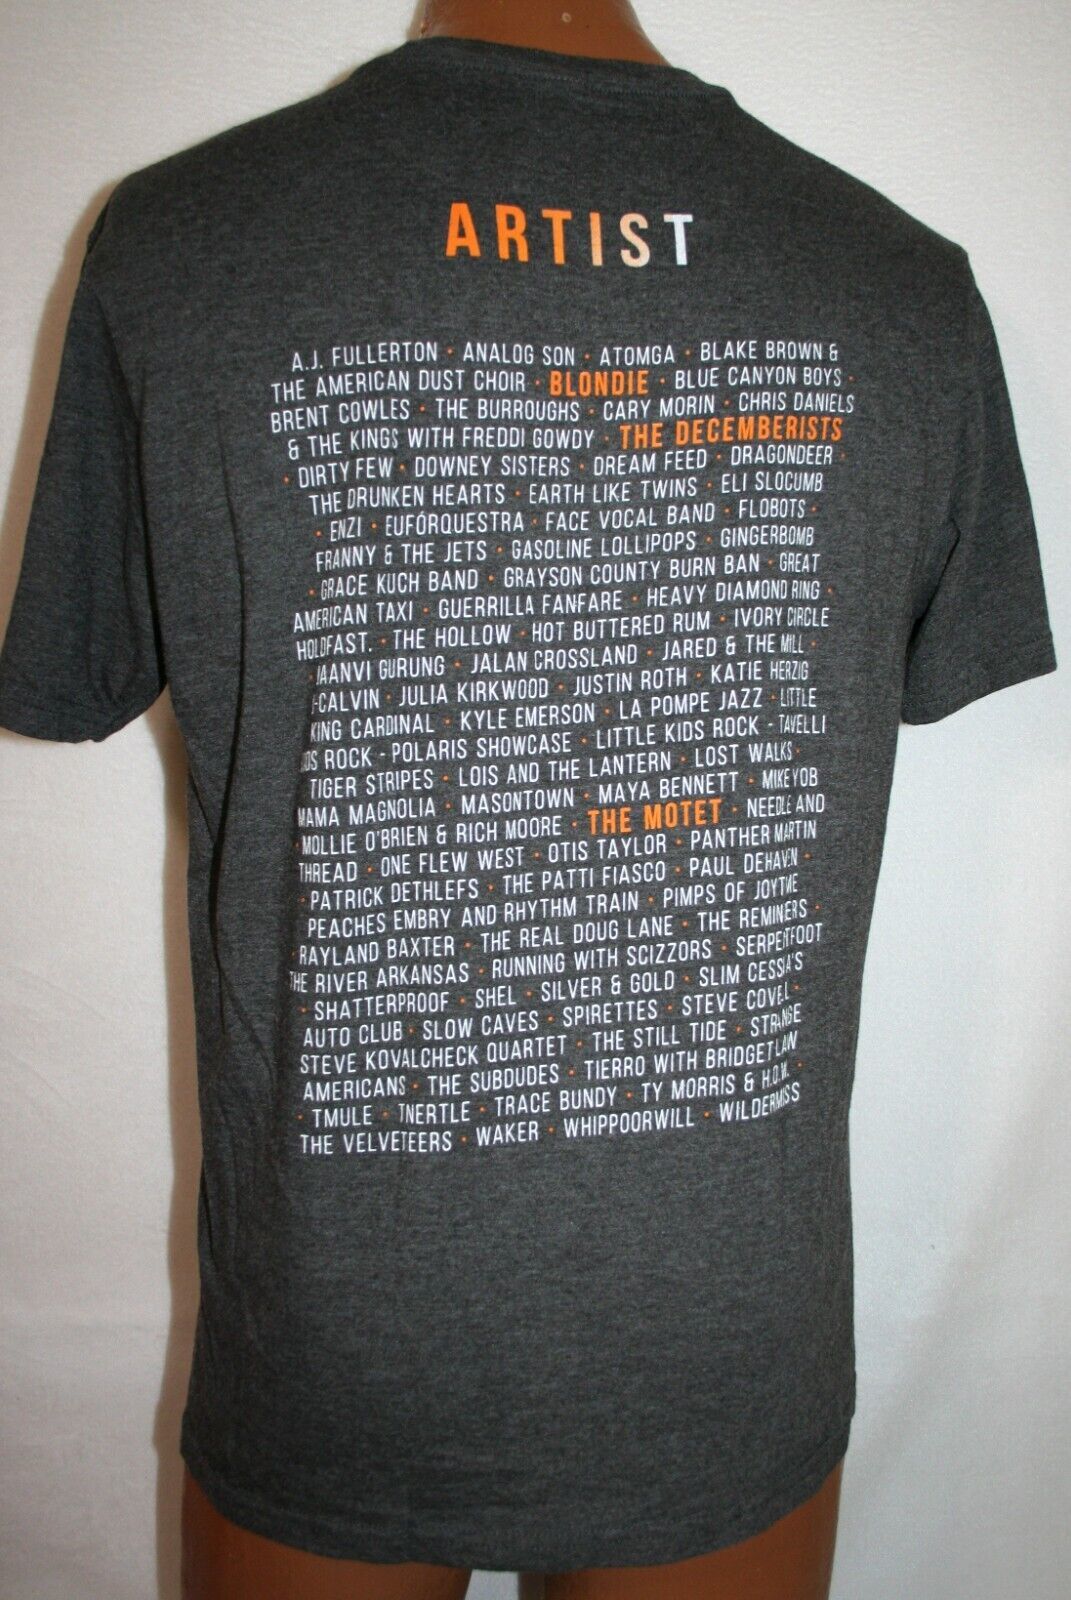 ARTIST
A.J. FULLERTON · ANALOG SON · ATOMGA · BLAKE BROWN &
THE AMERICAN DUST CHOIR · BLONDIE · BLUE CANYON BOYS ·
BRENT COWLES · THE BURROUGHS · CARY MORIN · CHRIS DANIELS
& THE KINGS WITH FREDDI GOWDY · THE DECEMBERISTS
· DIRTY FEW · DOWNEY SISTERS · DREAM FEED · DRAGONDEER ·
THE DRUNKEN HEARTS · EARTH LIKE TWINS · ELI SLOCUMB
· ENZI · EUFÓRQUESTRA · FACE VOCAL BAND · FLOBOTS ·
FRANNY & THE JETS · GASOLINE LOLLIPOPS · GINGERBOMB
· GRACE KUCH BAND · GRAYSON COUNTY BURN BAN · GREAT
AMERICAN TAXI · GUERRILLA FANFARE · HEAVY DIAMOND RING ·
HOLDFAST. · THE HOLLOW · HOT BUTTERED RUM · IVORY CIRCLE
· JAANVI GURUNG · JALAN CROSSLAND · JARED & THE MILL ·
J-CALVIN · JULIA KIRKWOOD · JUSTIN ROTH · KATIE HERZIG
KING CARDINAL · KYLE EMERSON · LA POMPE JAZZ · LITTLE
KIDS ROCK - POLARIS SHOWCASE · LITTLE KIDS ROCK - TAVELLI
TIGER STRIPES · LOIS AND THE LANTERN · LOST WALKS ·
MAMA MAGNOLIA · MASONTOWN · MAYA BENNETT · MIKEYOB
· MOLLIE O'BRIEN & RICH MOORE · THE MOTET · NEEDLE AND
THREAD · ONE FLEW WEST · OTIS TAYLOR · PANTHER MARTIN
· PATRICK DETHLEFS · THE PATTI FIASCO · PAUL DEHAVEN ·
PEACHES EMBRY AND RHYTHM TRAIN · PIMPS OF JOYTIME
· RAYLAND BAXTER · THE REAL DOUG LANE · THE REMINERS ·
THE RIVER ARKANSAS · RUNNING WITH SCIZZORS · SERPENTFOOT
· SHATTERPROOF · SHEL · SILVER & GOLD · SLIM CESSNA'S
AUTO CLUB · SLOW CAVES · SPIRETTES · STEVE COVEL ·
STEVE KOVALCHECK QUARTET · THE STILL TIDE · STRANGE
AMERICANS · THE SUBDUDES · TIERRO WITH BRIDGET LAW
· TMULE · TNERTLE · TRACE BUNDY · TY MORRIS & H.O.W. ·
THE VELVETEERS · WAKER · WHIPPOORWILL · WILDERMISS